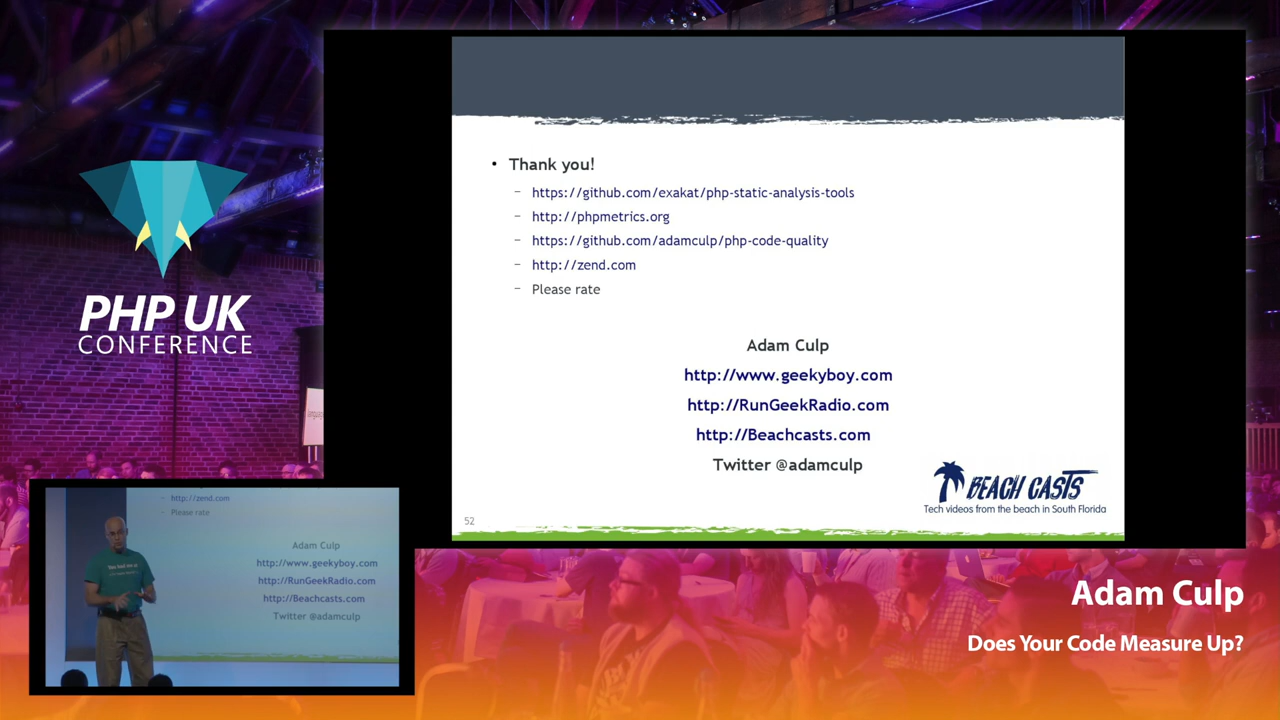 Thank you!
https://github.com/exakat/php-static-analysis-tools
http://phpmetrics.org
https://github.com/adamculp/php-code-quality
http://zend.com
Please rate
Adam Culp
http://www.geekyboy.com
http://RunGeekRadio.com
http://Beachcasts.com
Twitter @adamculp
BEACH CASTS
Tech videos from the beach in South Florida
52
PHP UK
CONFERENCE
http://zend.com
Please rate
Adam Culp
http://www.geekyboy.com
http://RunGeekRadio.com
http://Beachcasts.com
Twitter @adamculp
Adam Culp
Does Your Code Measure Up?